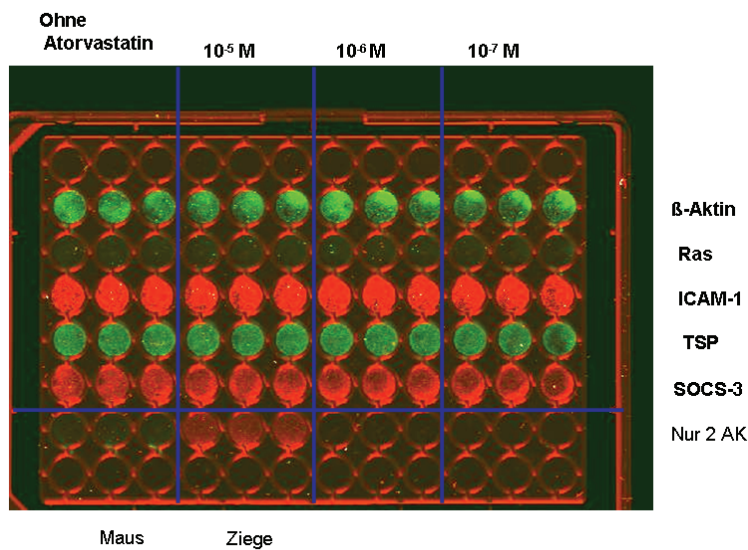 Ohne
Atorvastatin
10-5 M
10-6 M
10-7 M
ß-Aktin
Ras
ICAM-1
TSP
SOCS-3
Nur 2 AK
Maus
Ziege